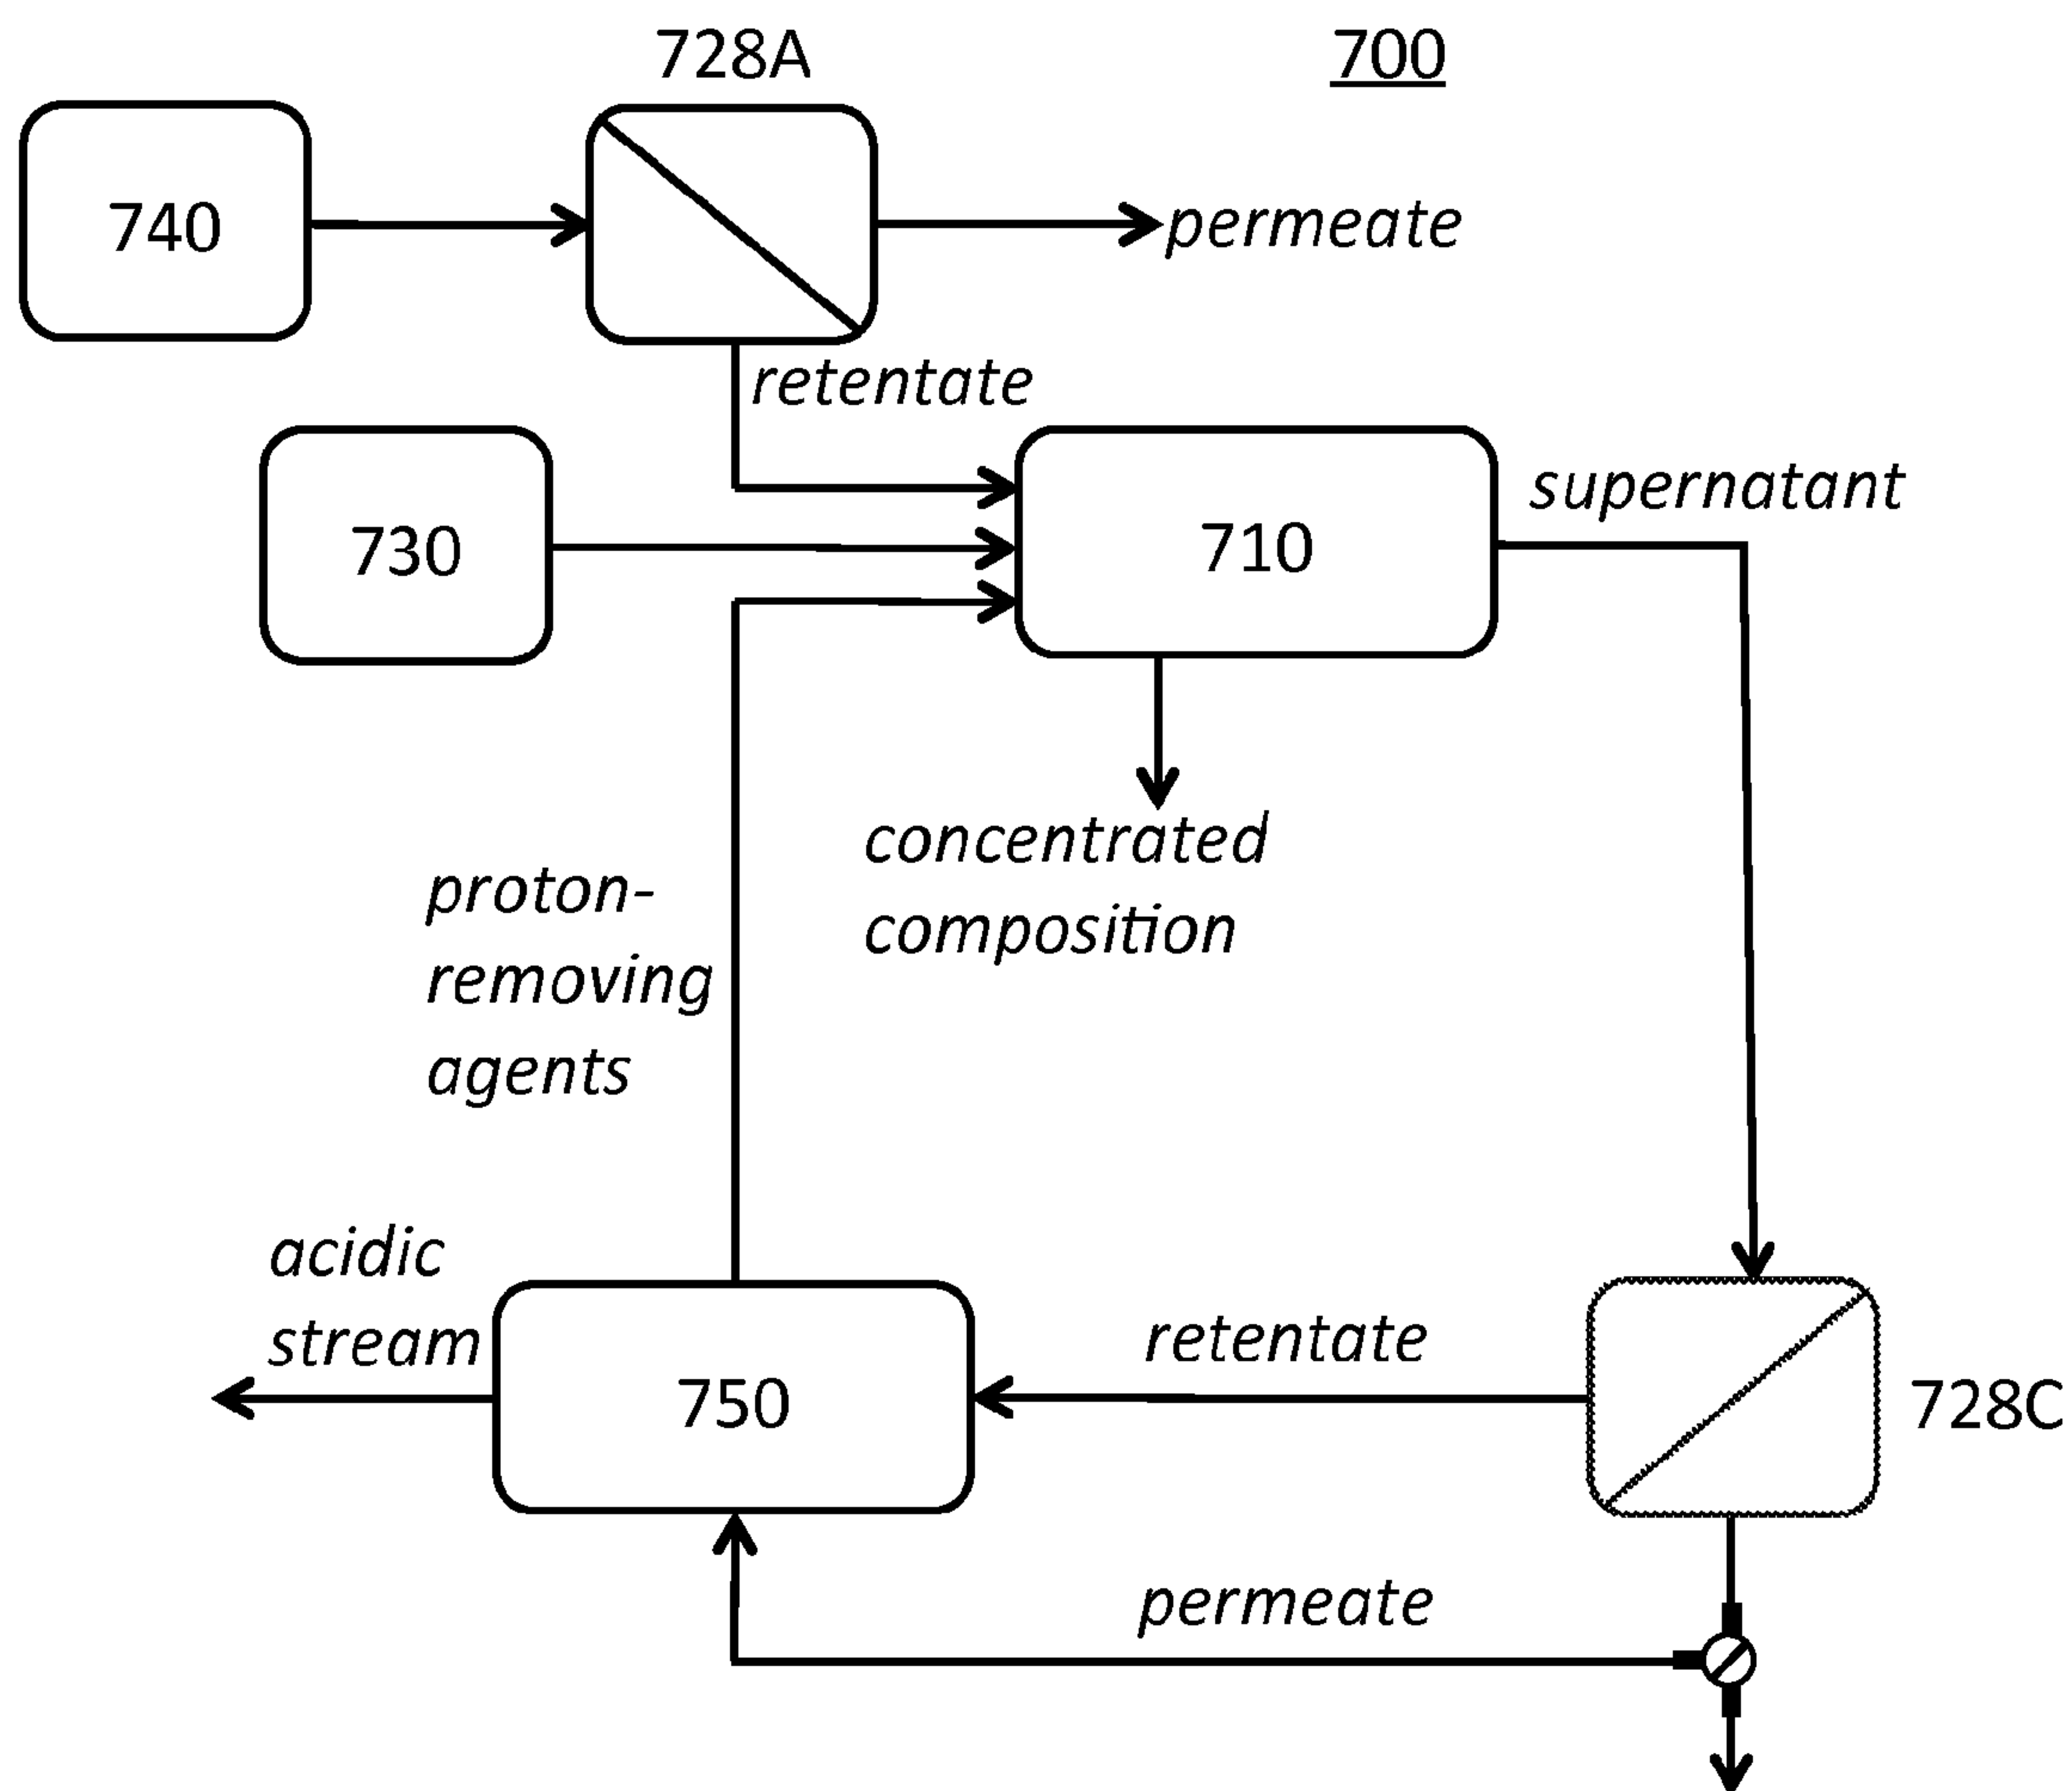 728A
700
740
permeate
retentate
730
710
supernatant
concentrated
composition
proton-
removing
agents
acidic
stream
750
retentate
728C
permeate